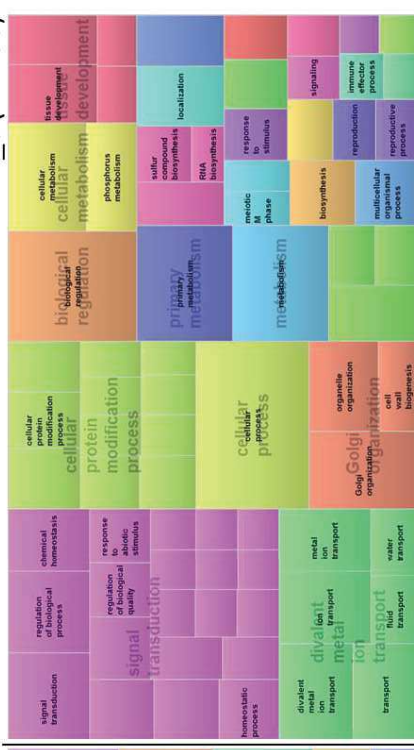 tissue
development
tissue
development
localization
signaling
immune
effector
process
cellular
metabolism
cellular
metabolism
phosphorus
metabolism
sulfur
compound
biosynthesis
RNA
biosynthesis
response
to
stimulus
reproduction
reproductive
process
meiotic
M
phase
biosynthesis
multicellular
organismal
process
biological
regulation
biological
regulation
primary
metabolism
primary
metabolism
metabolism
metabolism
cellular
protein
modification
process
cellular
protein
modification
process
cellular
process
cellular
process
organelle
organization
cell
wall
biogenesis
Golgi
organization
Golgi
organization
chemical
homeostasis
response
to
abiotic
stimulus
regulation
of biological
process
regulation
of biological
quality
signal
transduction
signal
transduction
homeostatic
process
metal
ion
transport
water
transport
ion
transport
fluid
transport
divalent
metal
ion
transport
divalent
metal
ion
transport
transport